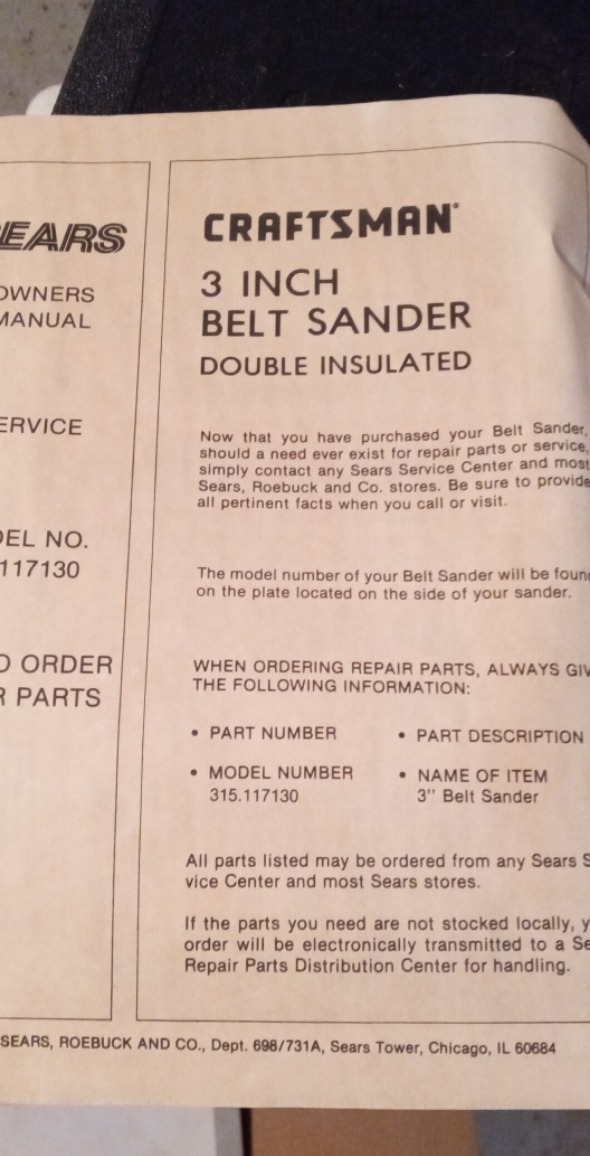 SEARS
OWNERS
MANUAL
SERVICE
MODEL NO.
117130
ORDER
PARTS
CRAFTSMAN®
3 INCH
BELT SANDER
DOUBLE INSULATED
Now that you have purchased your Belt Sander,
should a need ever exist for repair parts or service,
simply contact any Sears Service Center and most
Sears, Roebuck and Co. stores. Be sure to provide
all pertinent facts when you call or visit.
The model number of your Belt Sander will be found
on the plate located on the side of your sander.
WHEN ORDERING REPAIR PARTS, ALWAYS GIV
THE FOLLOWING INFORMATION:
• PART NUMBER • PART DESCRIPTION
• MODEL NUMBER • NAME OF ITEM
315.117130 3" Belt Sander
All parts listed may be ordered from any Sears S
vice Center and most Sears stores.
If the parts you need are not stocked locally, y
order will be electronically transmitted to a Se
Repair Parts Distribution Center for handling.
SEARS, ROEBUCK AND CO., Dept. 698/731A, Sears Tower, Chicago, IL 60684